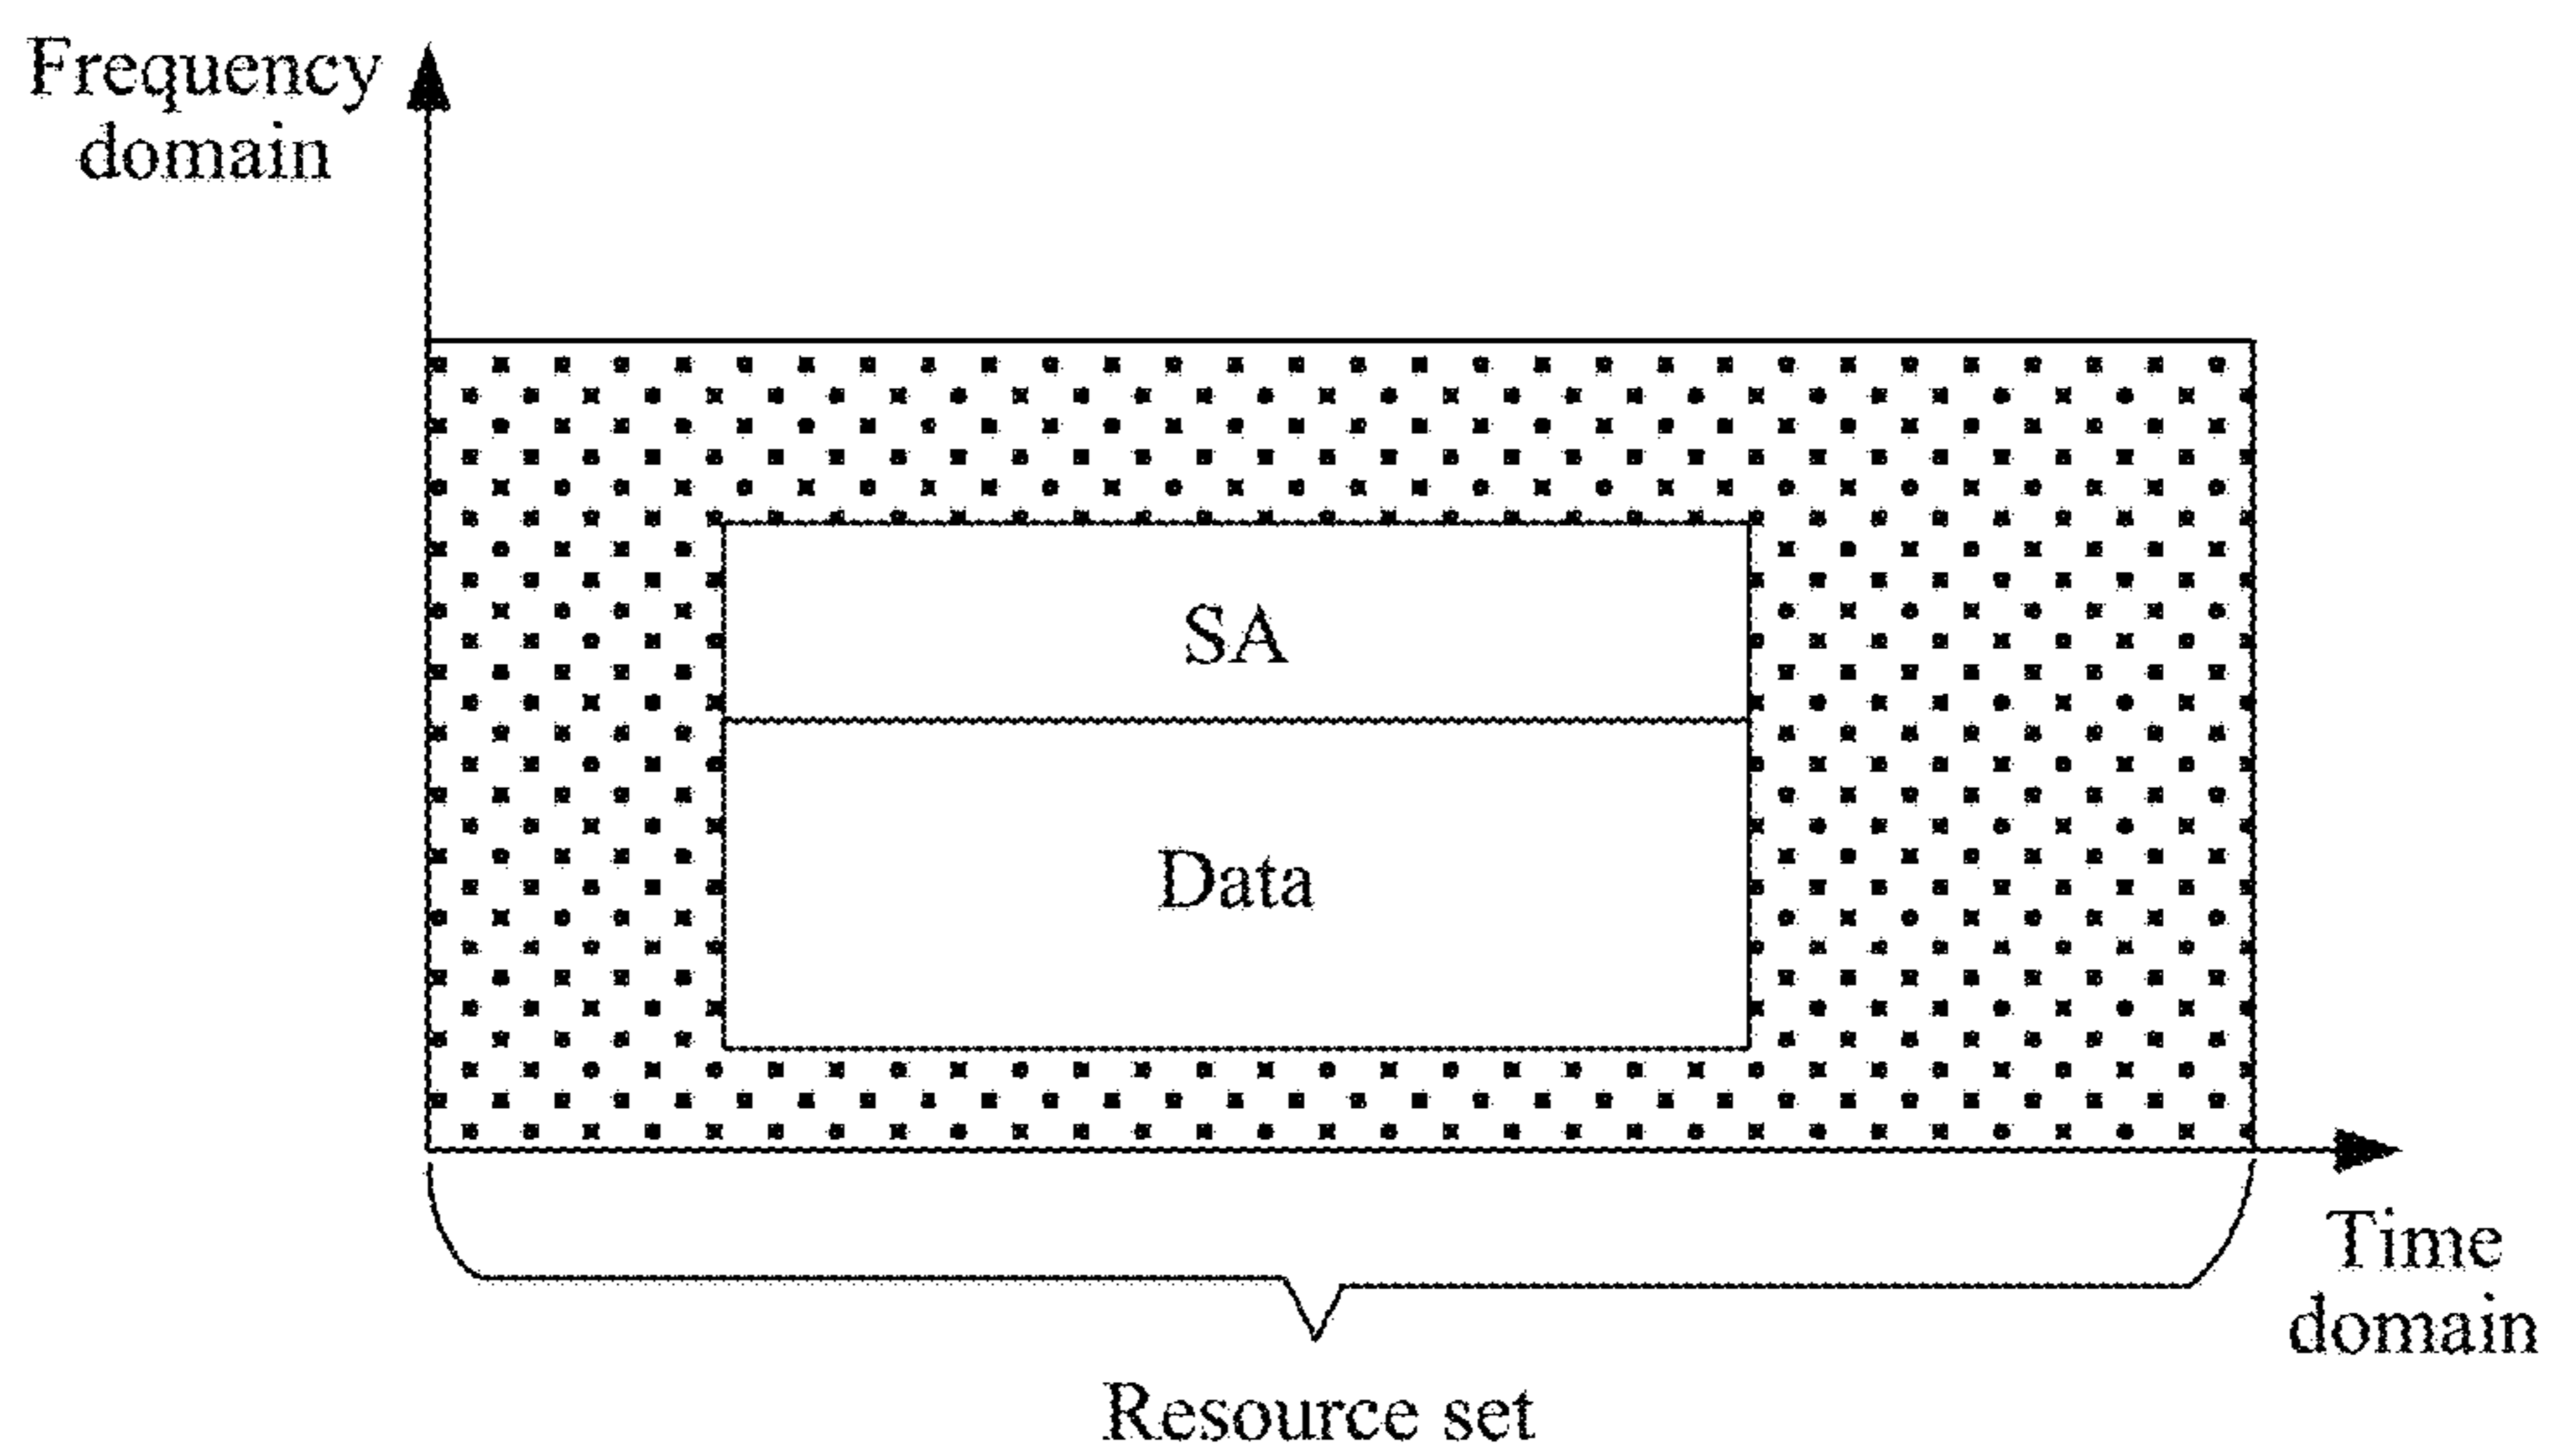 Frequency
domain
SA
Data
Time
domain
Resource set